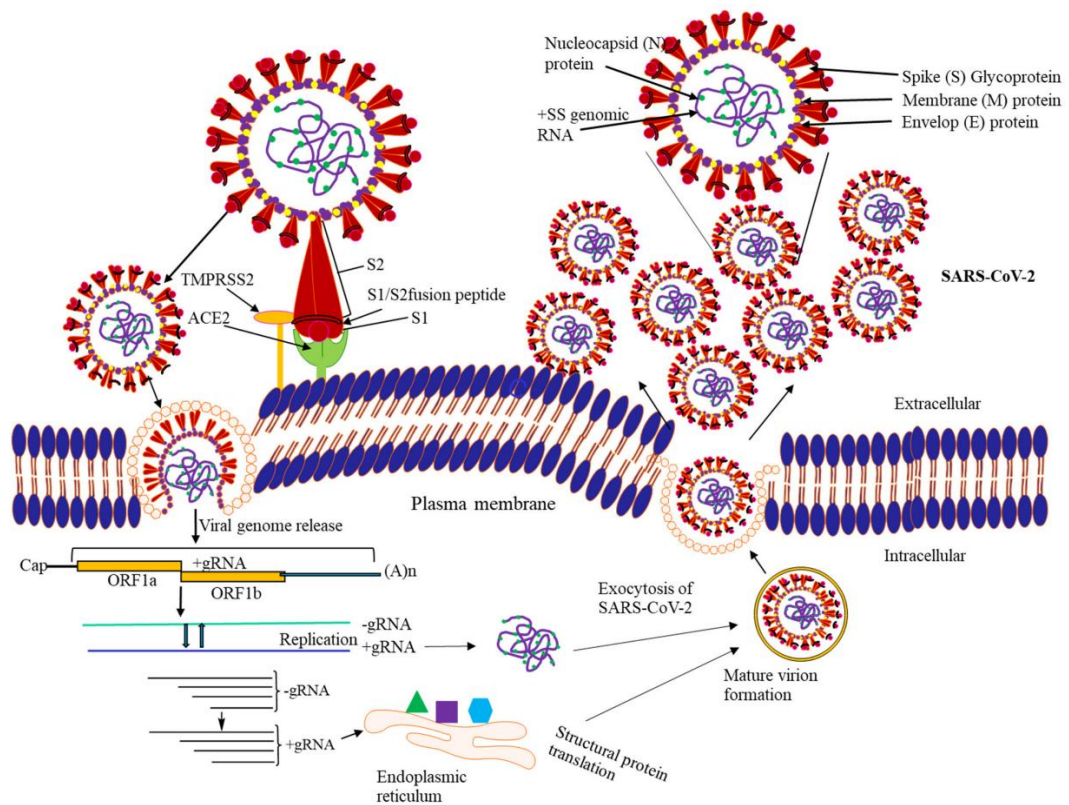 Nucleocapsid (N)
protein
+SS genomic
RNA
Spike (S) Glycoprotein
Membrane (M) protein
Envelop (E) protein
SARS-CoV-2
S2
TMPRSS2
S1/S2fusion peptide
ACE2
S1
Extracellular
Plasma membrane
Intracellular
Viral genome release
Cap
+gRNA
(A)n
ORF1a
ORF1b
Exocytosis of
SARS-CoV-2
-gRNA
Replication
+gRNA
Mature virion
formation
-gRNA
+gRNA
Structural protein
translation
Endoplasmic
reticulum